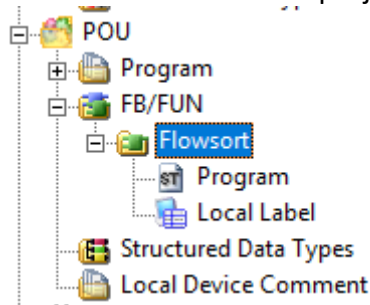 POU
Program
FB/FUN
Flowsort
ST Program
Local Label
Structured Data Types
Local Device Comment